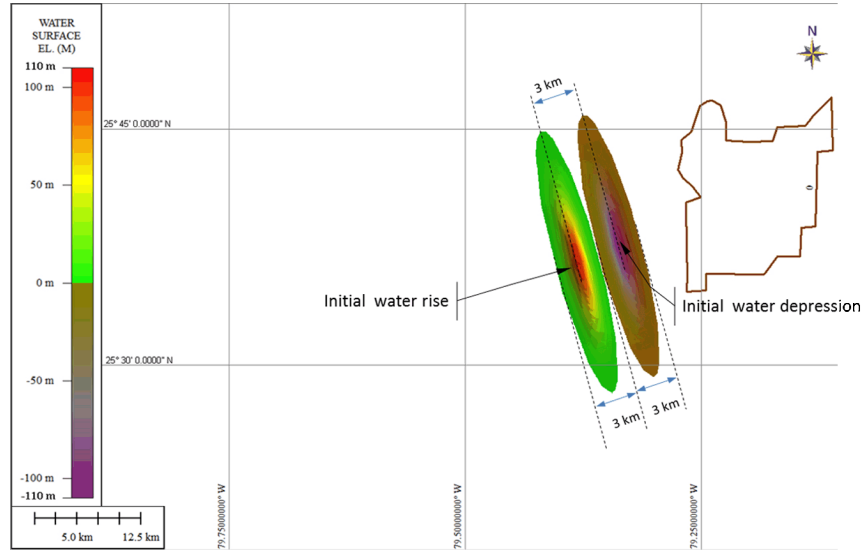 WATER
SURFACE
EL. (M)
110 m
100 m
50 m
0 m
-50 m
-100 m
-110 m
5.0 km 12.5 km
N
3 km
25° 45' 0.0000" N
0
Initial water rise
Initial water depression
25° 30' 0.0000" N
3 km
3 km
79.75000000° W
79.50000000° W
79.25000000° W